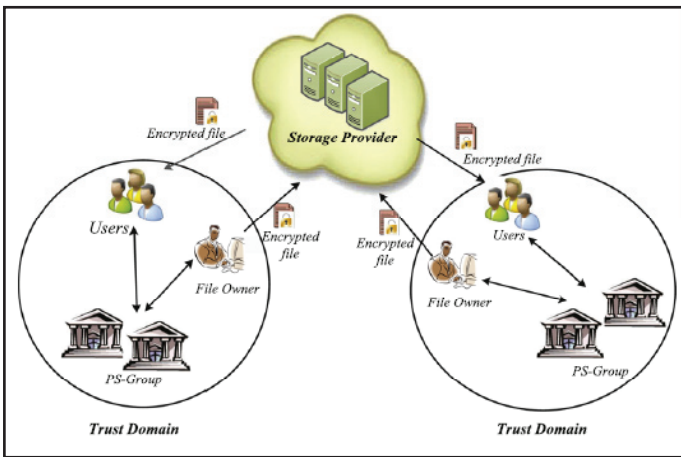 Storage Provider
Encrypted file
Encrypted file
Users
Encrypted
file
File Owner
PS-Group
Trust Domain
Encrypted
file
Users
File Owner
PS-Group
Trust Domain